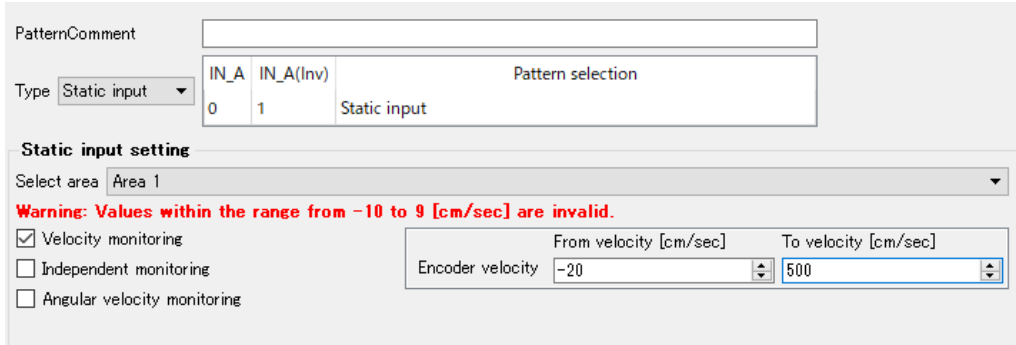 PatternComment
IN_A IN_A(Inv) Pattern selection
Type Static input
0 1 Static input
Static input setting
Select area Area 1
Warning: Values within the range from -10 to 9 [cm/sec] are invalid.
Velocity monitoring
From velocity [cm/sec] To velocity [cm/sec]
Independent monitoring
Encoder velocity -20 500
Angular velocity monitoring